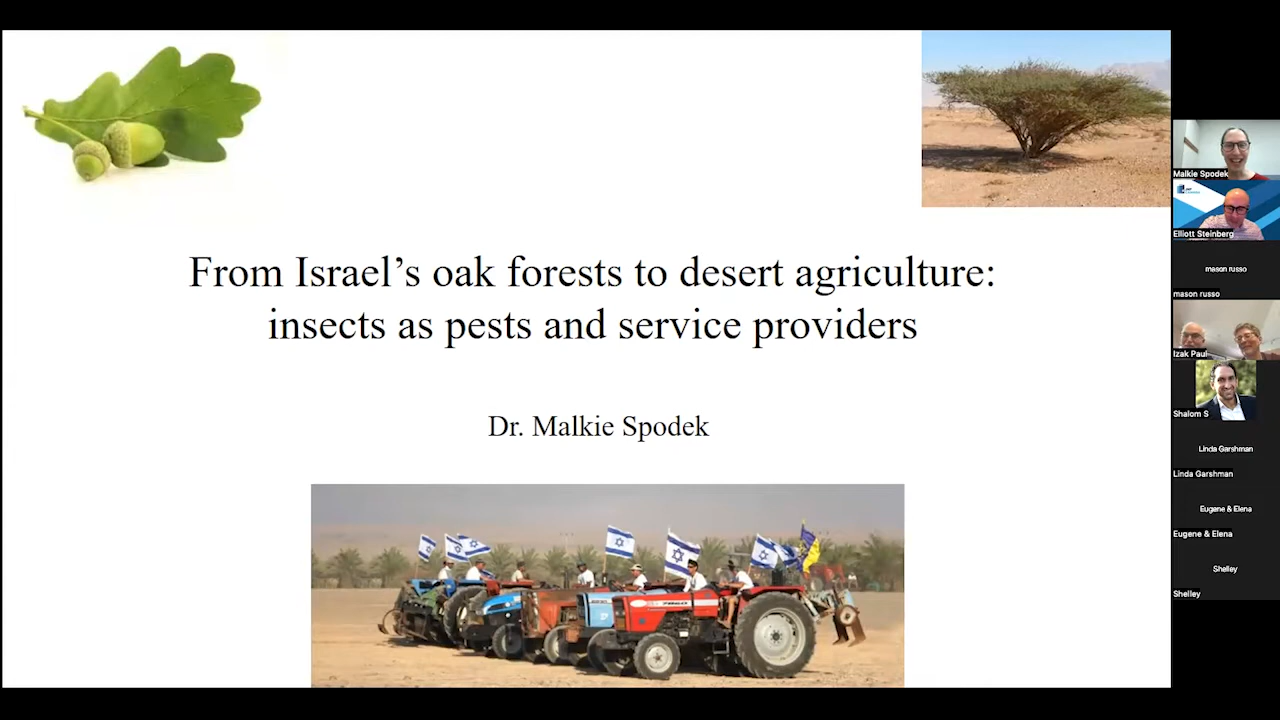 From Israel's oak forests to desert agriculture:
insects as pests and service providers
Dr. Malkie Spodek
Malkie Spodek
Elliott Steinberg
mason russo
mason russo
Izak Paul
Shalom S
Linda Garshman
Linda Garshman
Eugene & Elena
Eugene & Elena
Shelley
Shelley